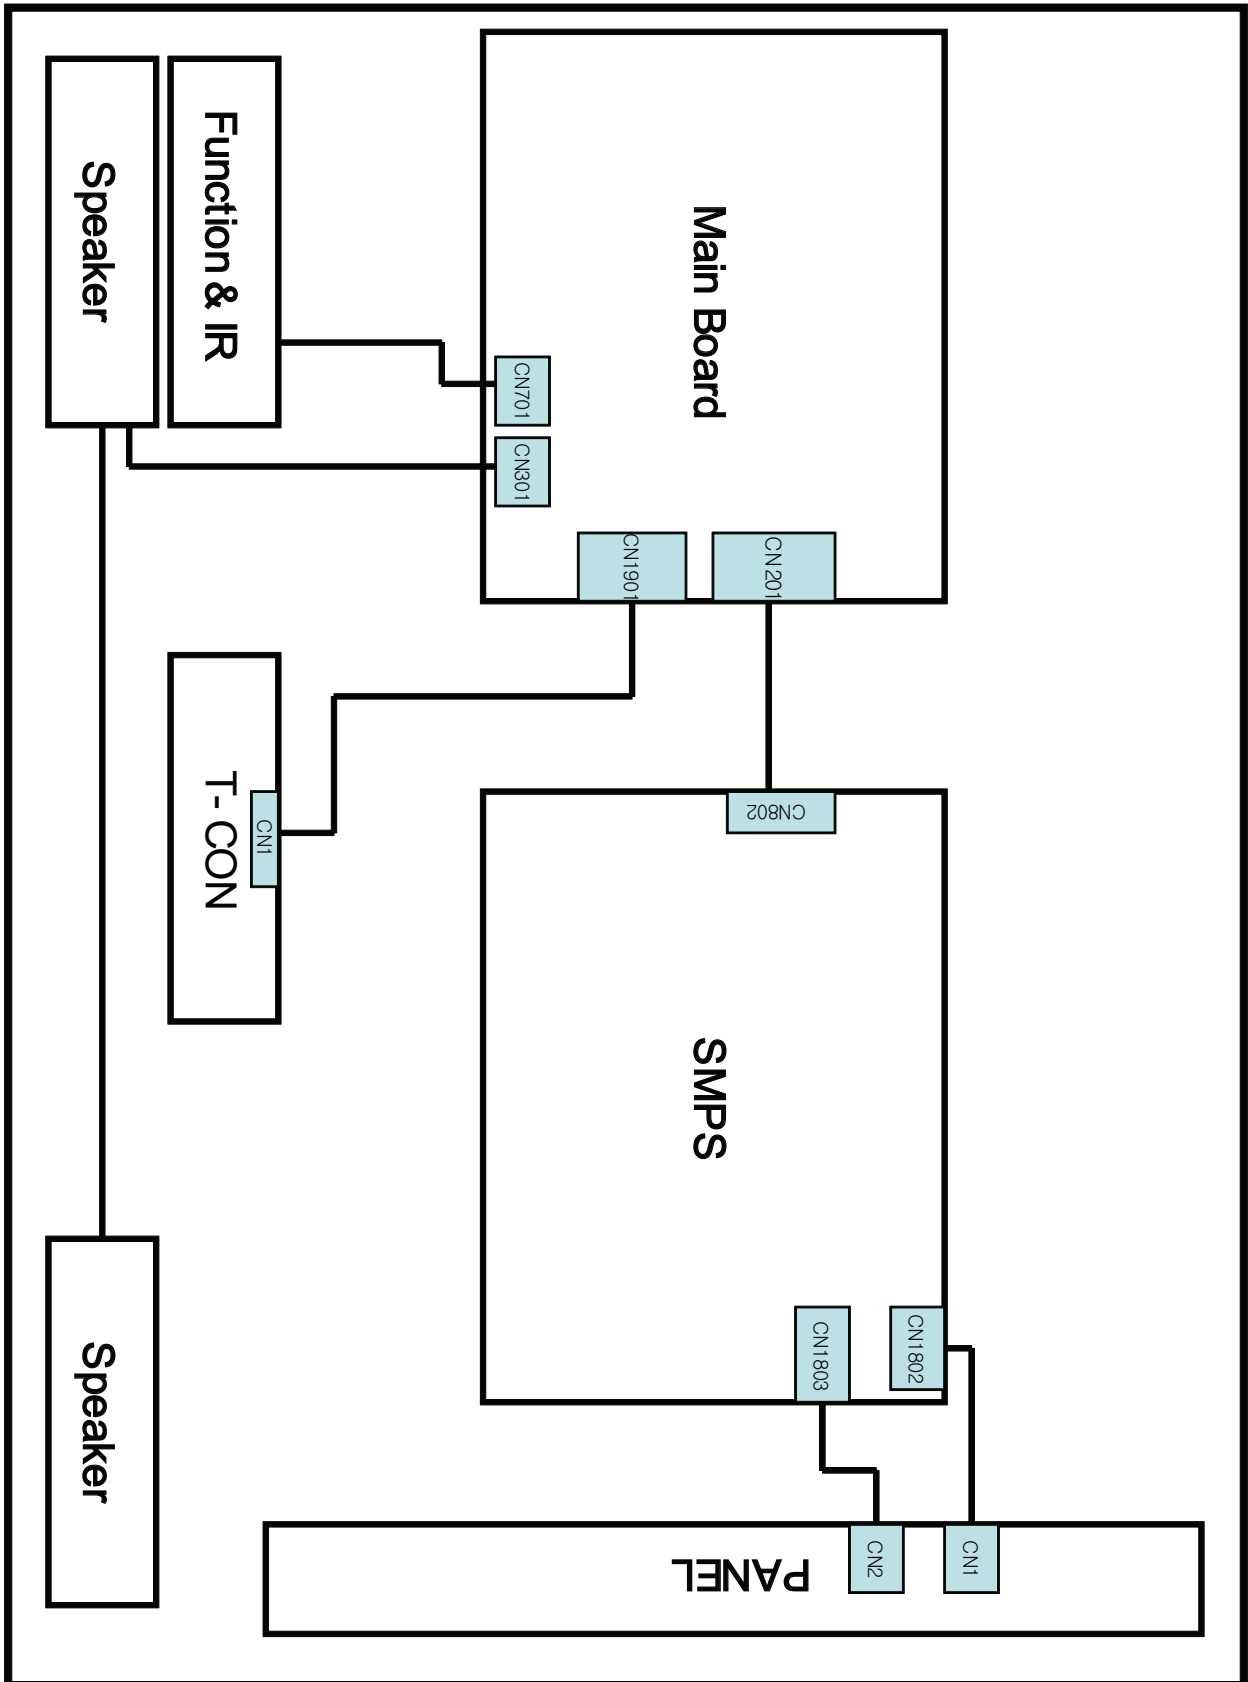 Main Board
CN701
CN301
CN1901
CN201
Function & IR
Speaker
T- CON
CN1
SMPS
CN802
CN1802
CN1803
PANEL
CN1
CN2
Speaker